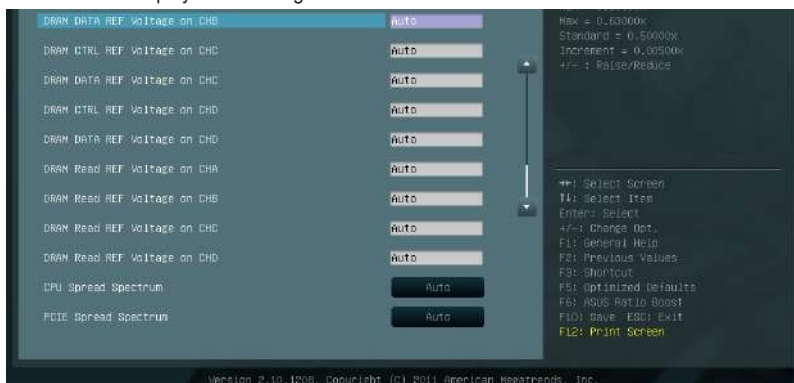 DRAM DATA REF Voltage on CHB Auto
DRAM CTRL REF Voltage on CHC Auto
DRAM DATA REF Voltage on CHC Auto
DRAM CTRL REF Voltage on CHD Auto
DRAM DATA REF Voltage on CHD Auto
DRAM Read REF Voltage on CHA Auto
DRAM Read REF Voltage on CHB Auto
DRAM Read REF Voltage on CHC Auto
DRAM Read REF Voltage on CHD Auto
CPU Spread Spectrum Auto
PCIE Spread Spectrum Auto
Max = 0.63000x
Standard = 0.50000x
Increment = 0.00500x
+/- : Raise/Reduce
→←: Select Screen
↑↓: Select Item
Enter: Select
+/-: Change Opt.
F1: General Help
F2: Previous Values
F3: Shortcut
F5: Optimized Defaults
F6: ASUS Ratio Boost
F10: Save ESC: Exit
F12: Print Screen
Version 2.10.1208. Copyright (C) 2011 American Megatrends, Inc.